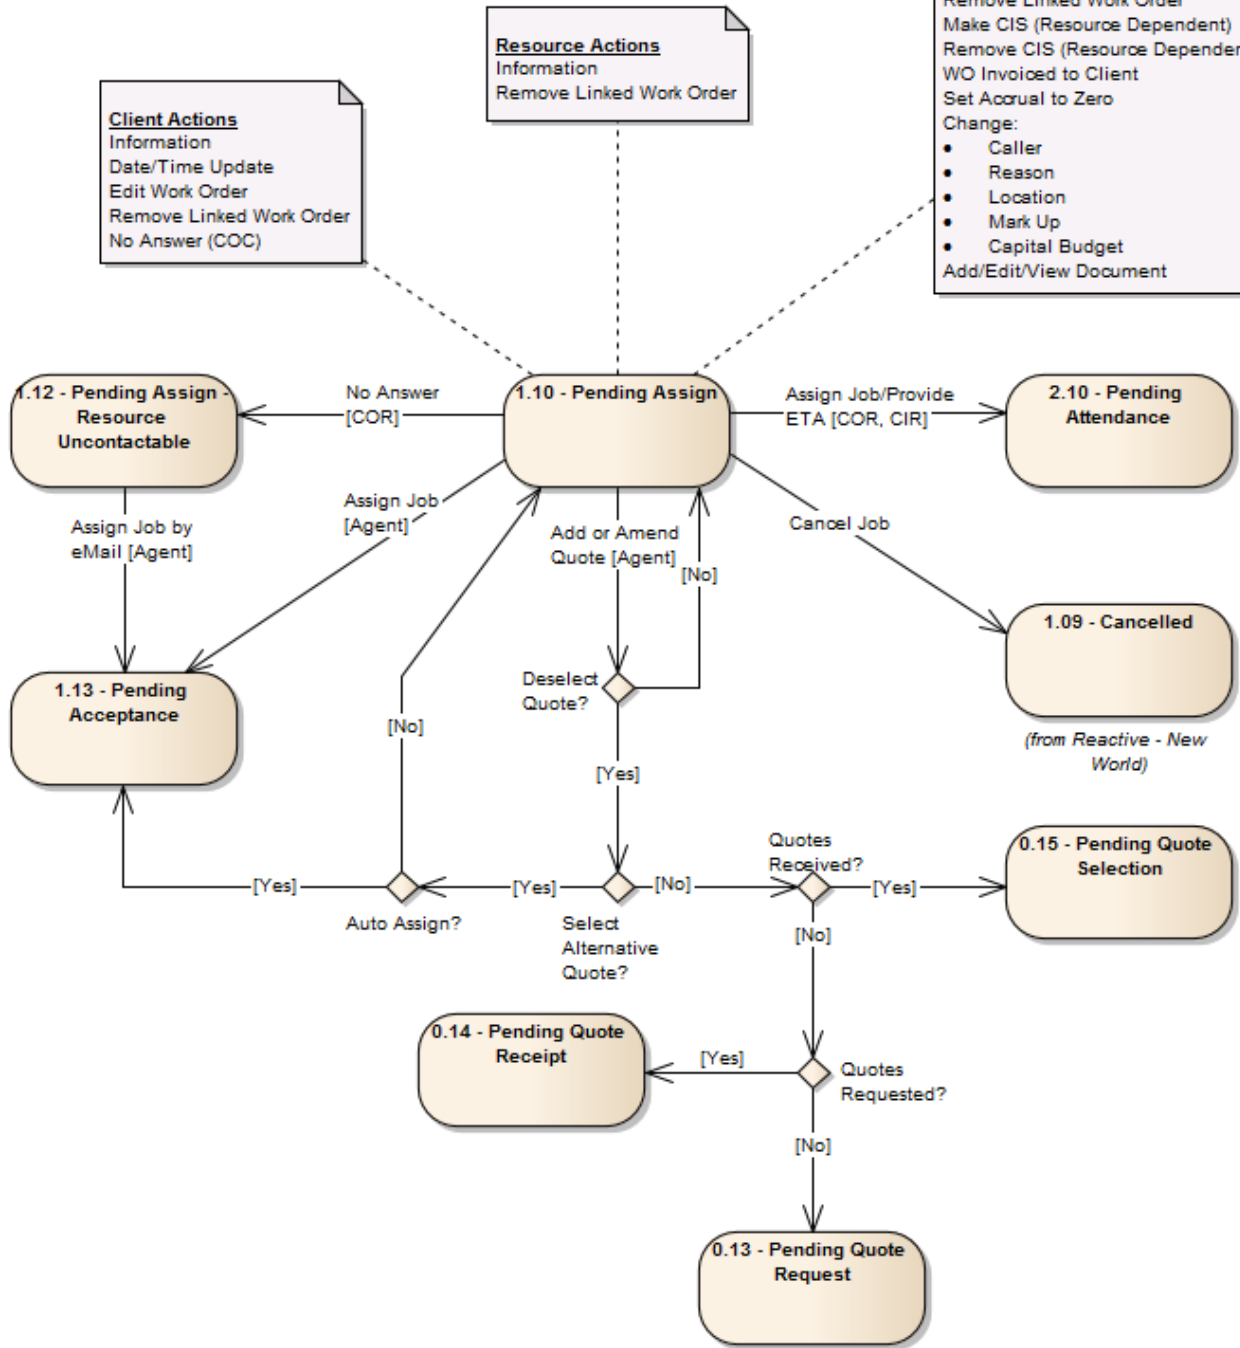 Remove Linked Work Order
Make CIS (Resource Dependent)
Remove CIS (Resource Depender
WO Invoiced to Client
Set Accrual to Zero
Change:
• Caller
• Reason
• Location
• Mark Up
• Capital Budget
Add/Edit/View Document
Resource Actions
Information
Remove Linked Work Order
Client Actions
Information
Date/Time Update
Edit Work Order
Remove Linked Work Order
No Answer (COC)
1.12 - Pending Assign -
Resource
Uncontactable
No Answer
[COR]
1.10 - Pending Assign
Assign Job/Provide
ETA [COR, CIR]
2.10 - Pending
Attendance
Assign Job by
eMail [Agent]
Assign Job
[Agent]
Add or Amend
Quote [Agent]
[No]
Cancel Job
1.09 - Cancelled
(from Reactive - New
World)
1.13 - Pending
Acceptance
[No]
Deselect
Quote?
[Yes]
Quotes
Received?
0.15 - Pending Quote
Selection
[Yes]
Auto Assign?
[Yes]
Select
Alternative
Quote?
[No]
[Yes]
[No]
0.14 - Pending Quote
Receipt
[Yes]
Quotes
Requested?
[No]
0.13 - Pending Quote
Request